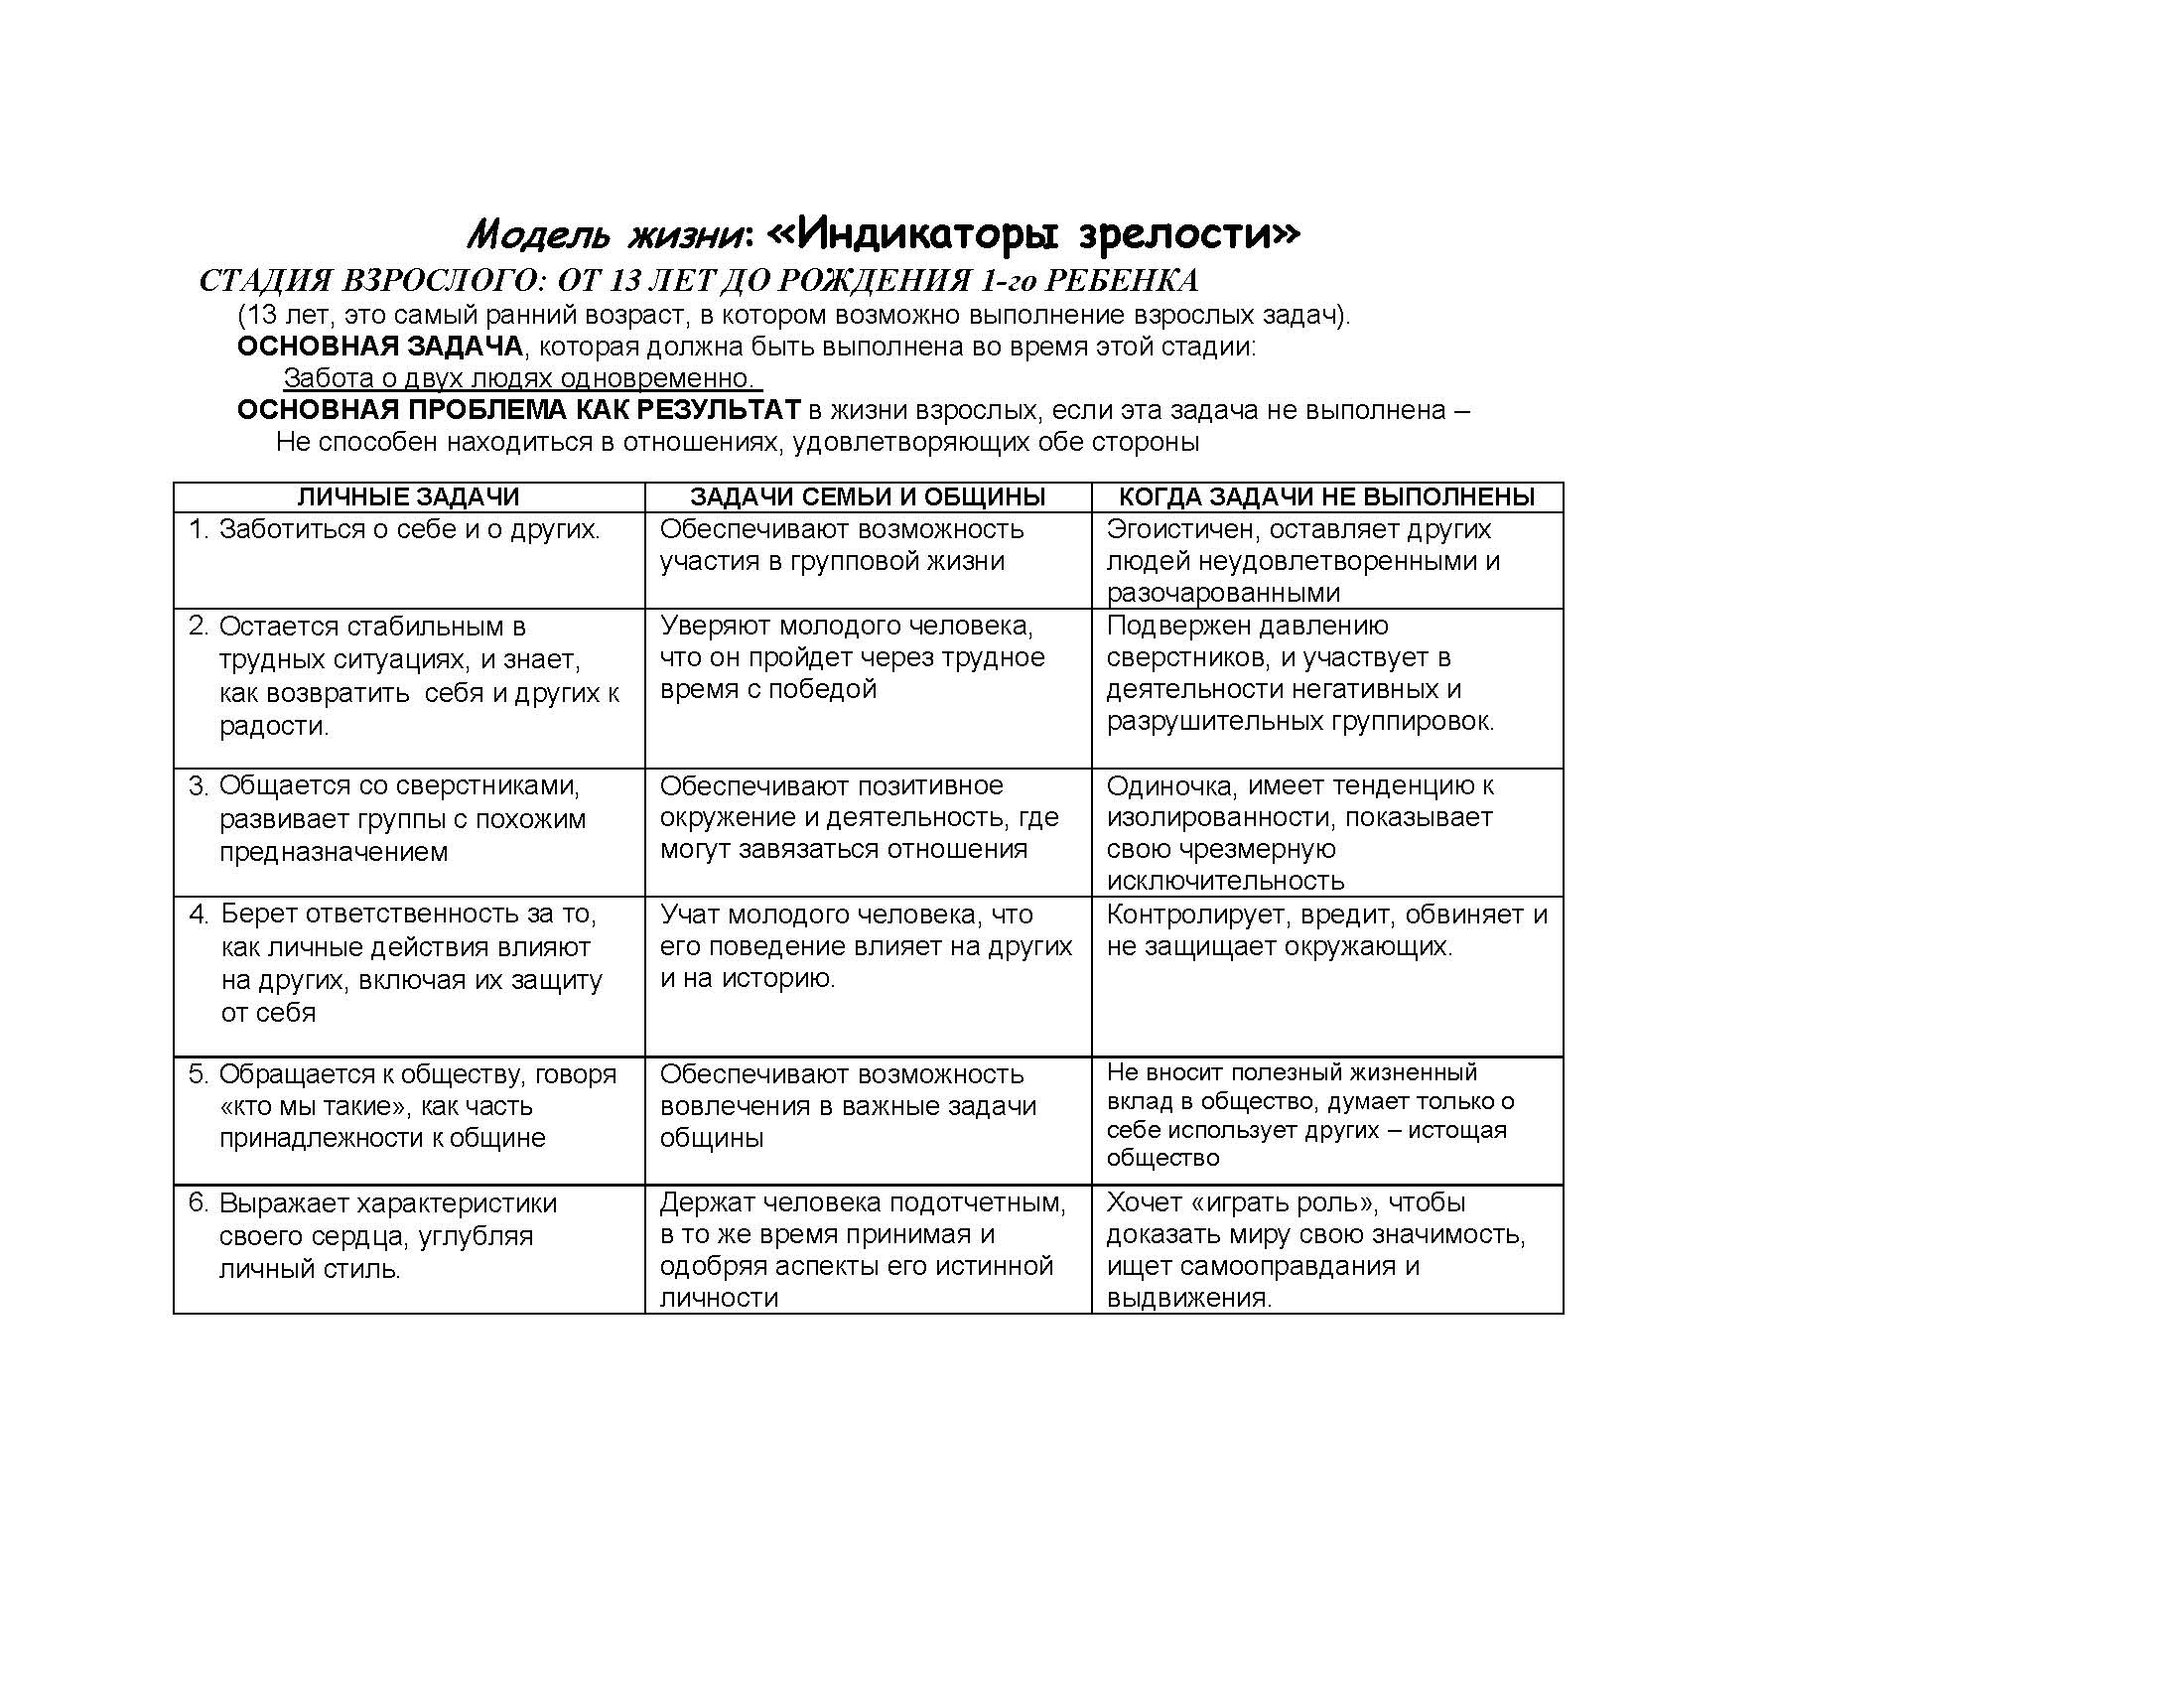 Модель жизни: «Индикаторы зрелости»
СТАДИЯ ВЗРОСЛОГО: ОТ 13 ЛЕТ ДО РОЖДЕНИЯ 1-го РЕБЕНКА
(13 лет, это самый ранний возраст, в котором возможно выполнение взрослых задач).
ОСНОВНАЯ ЗАДАЧА, которая должна быть выполнена во время этой стадии:
Забота о двух людях одновременно.
ОСНОВНАЯ ПРОБЛЕМА КАК РЕЗУЛЬТАТ в жизни взрослых, если эта задача не выполнена –
Не способен находиться в отношениях, удовлетворяющих обе стороны
ЛИЧНЫЕ ЗАДАЧИ
ЗАДАЧИ СЕМЬИ И ОБЩИНЫ
КОГДА ЗАДАЧИ НЕ ВЫПОЛНЕНЫ
1. Заботиться о себе и о других.
Обеспечивают возможность
участия в групповой жизни
Эгоистичен, оставляет других
людей неудовлетворенными и
разочарованными
2. Остается стабильным в
трудных ситуациях, и знает,
как возвратить себя и других к
радости.
Уверяют молодого человека,
что он пройдет через трудное
время с победой
Подвержен давлению
сверстников, и участвует в
деятельности негативных и
разрушительных группировок.
3. Общается со сверстниками,
развивает группы с похожим
предназначением
Обеспечивают позитивное
окружение и деятельность, где
могут завязаться отношения
Одиночка, имеет тенденцию к
изолированности, показывает
свою чрезмерную
исключительность
4. Берет ответственность за то,
как личные действия влияют
на других, включая их защиту
от себя
Учат молодого человека, что
его поведение влияет на других
и на историю.
Контролирует, вредит, обвиняет и
не защищает окружающих.
5. Обращается к обществу, говоря
«кто мы такие», как часть
принадлежности к общине
Обеспечивают возможность
вовлечения в важные задачи
общины
Не вносит полезный жизненный
вклад в общество, думает только о
себе использует других – истощая
общество
6. Выражает характеристики
своего сердца, углубляя
личный стиль.
Держат человека подотчетным,
в то же время принимая и
одобряя аспекты его истинной
личности
Хочет «играть роль», чтобы
доказать миру свою значимость,
ищет самооправдания и
выдвижения.